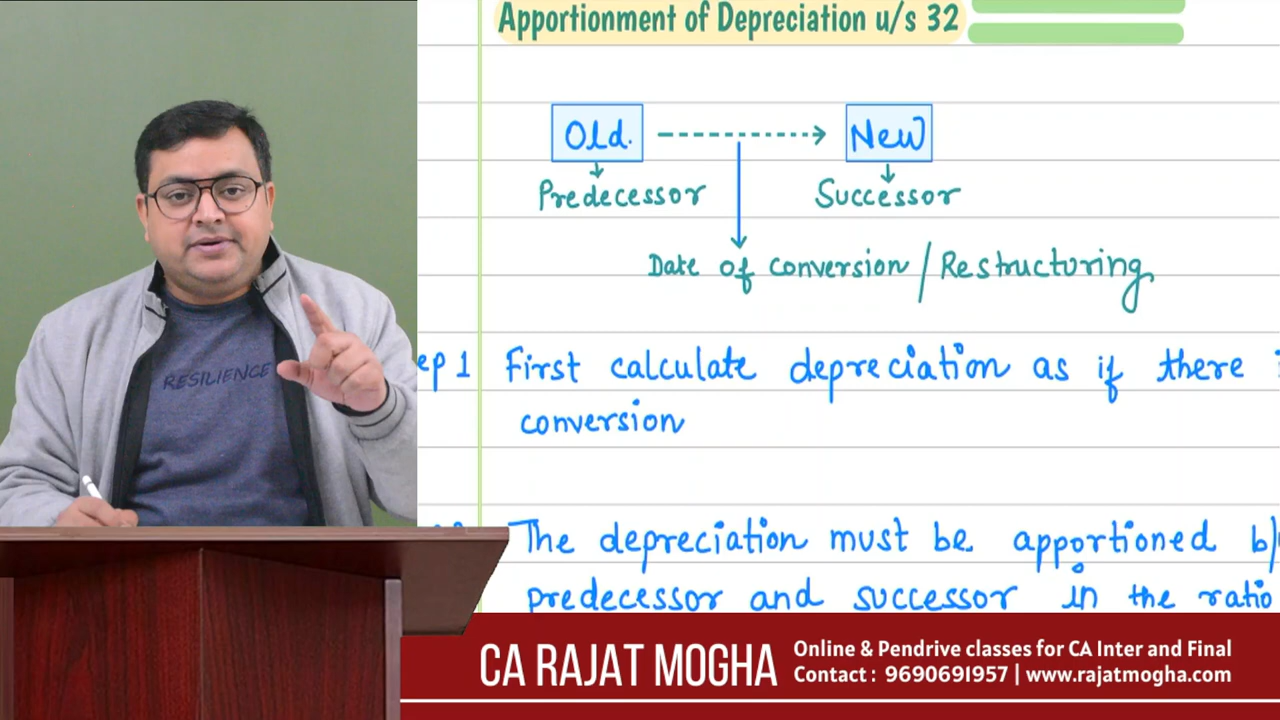 Apportionment of Depreciation u/s 32
Old. New
Predecessor Successor
Date of conversion / Restructuring
ep 1 First calculate depreciation as if there
conversion
The depreciation must be apportioned b/
predecessor and successor in the ratio
RESILIENCE
CA RAJAT MOGHA
Online & Pendrive classes for CA Inter and Final
Contact : 9690691957 | www.rajatmogha.com